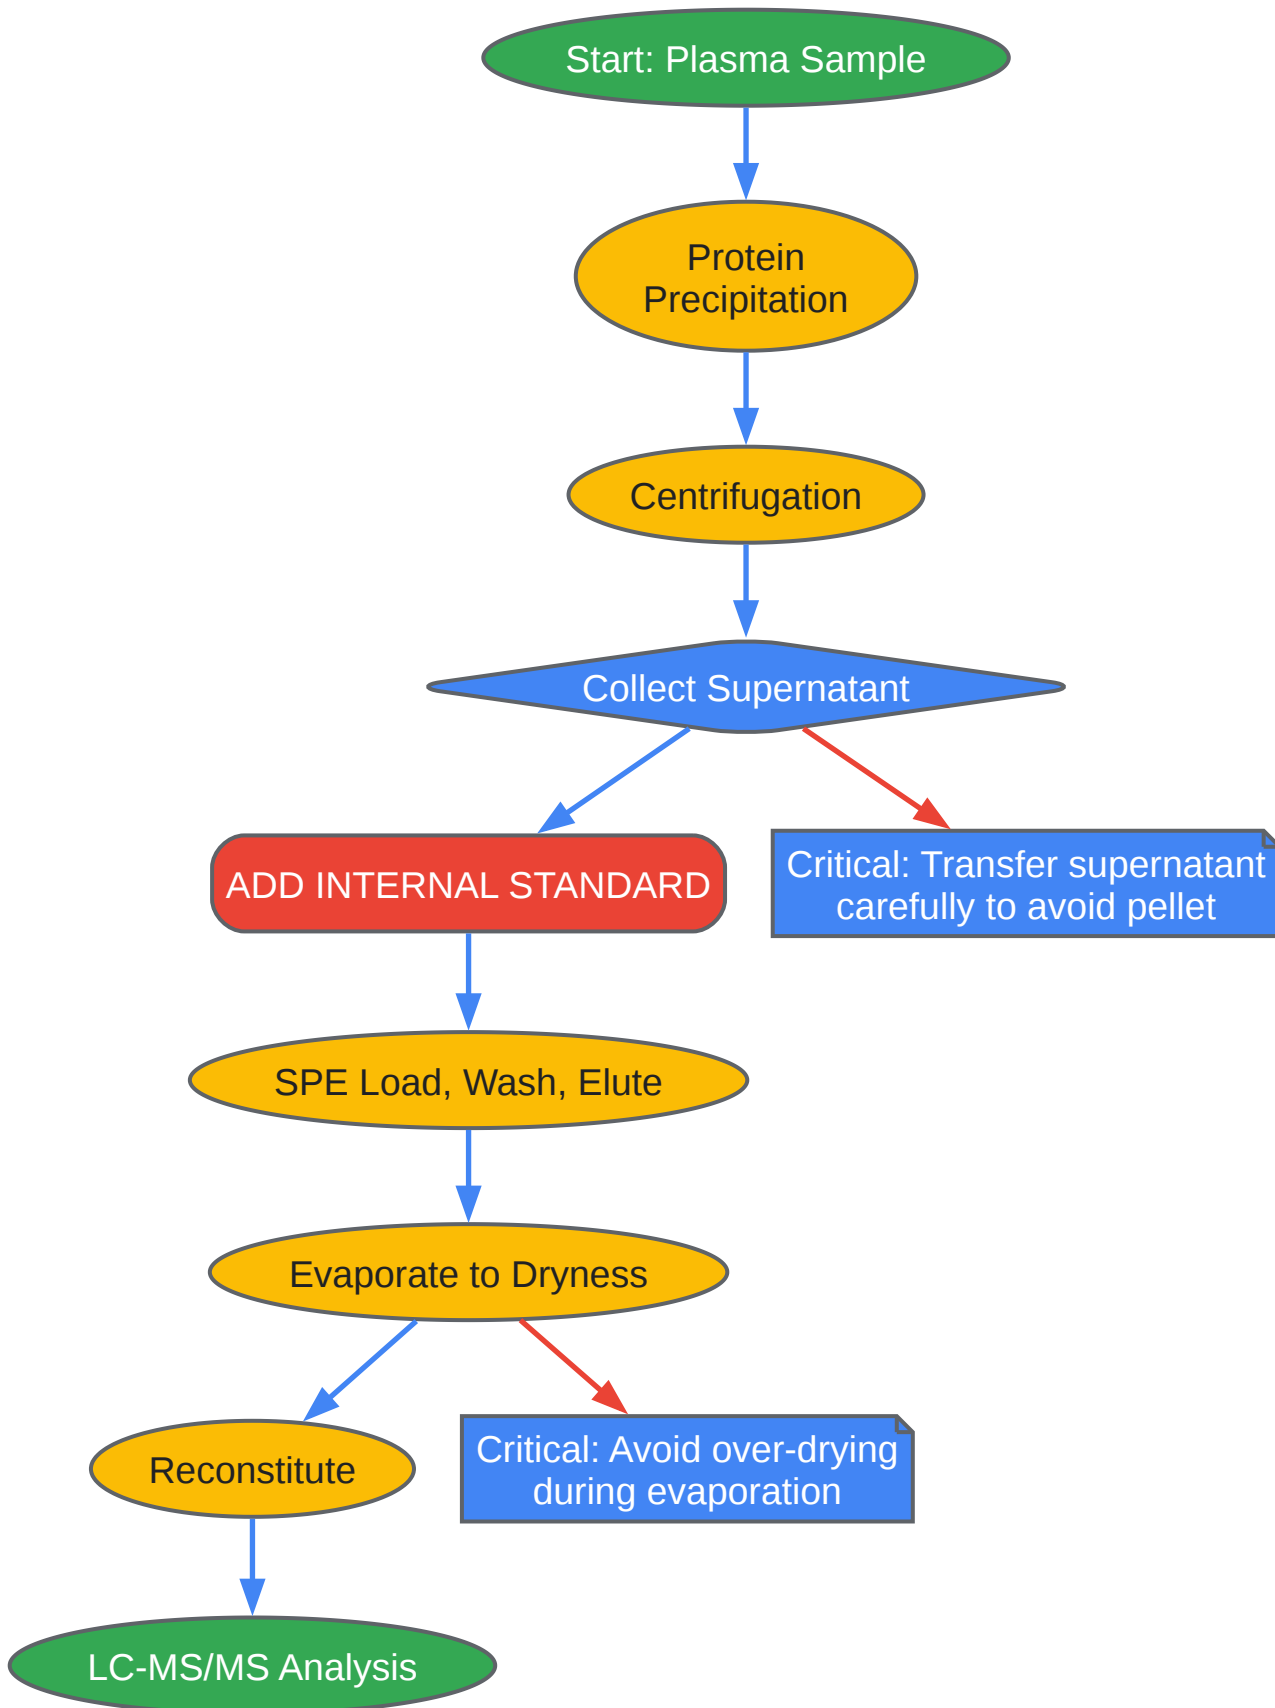 Start: Plasma Sample
Protein
Precipitation
Centrifugation
Collect Supernatant
ADD INTERNAL STANDARD
Critical: Transfer supernatant
carefully to avoid pellet
SPE Load, Wash, Elute
Evaporate to Dryness
Reconstitute
Critical: Avoid over-drying
during evaporation
LC-MS/MS Analysis